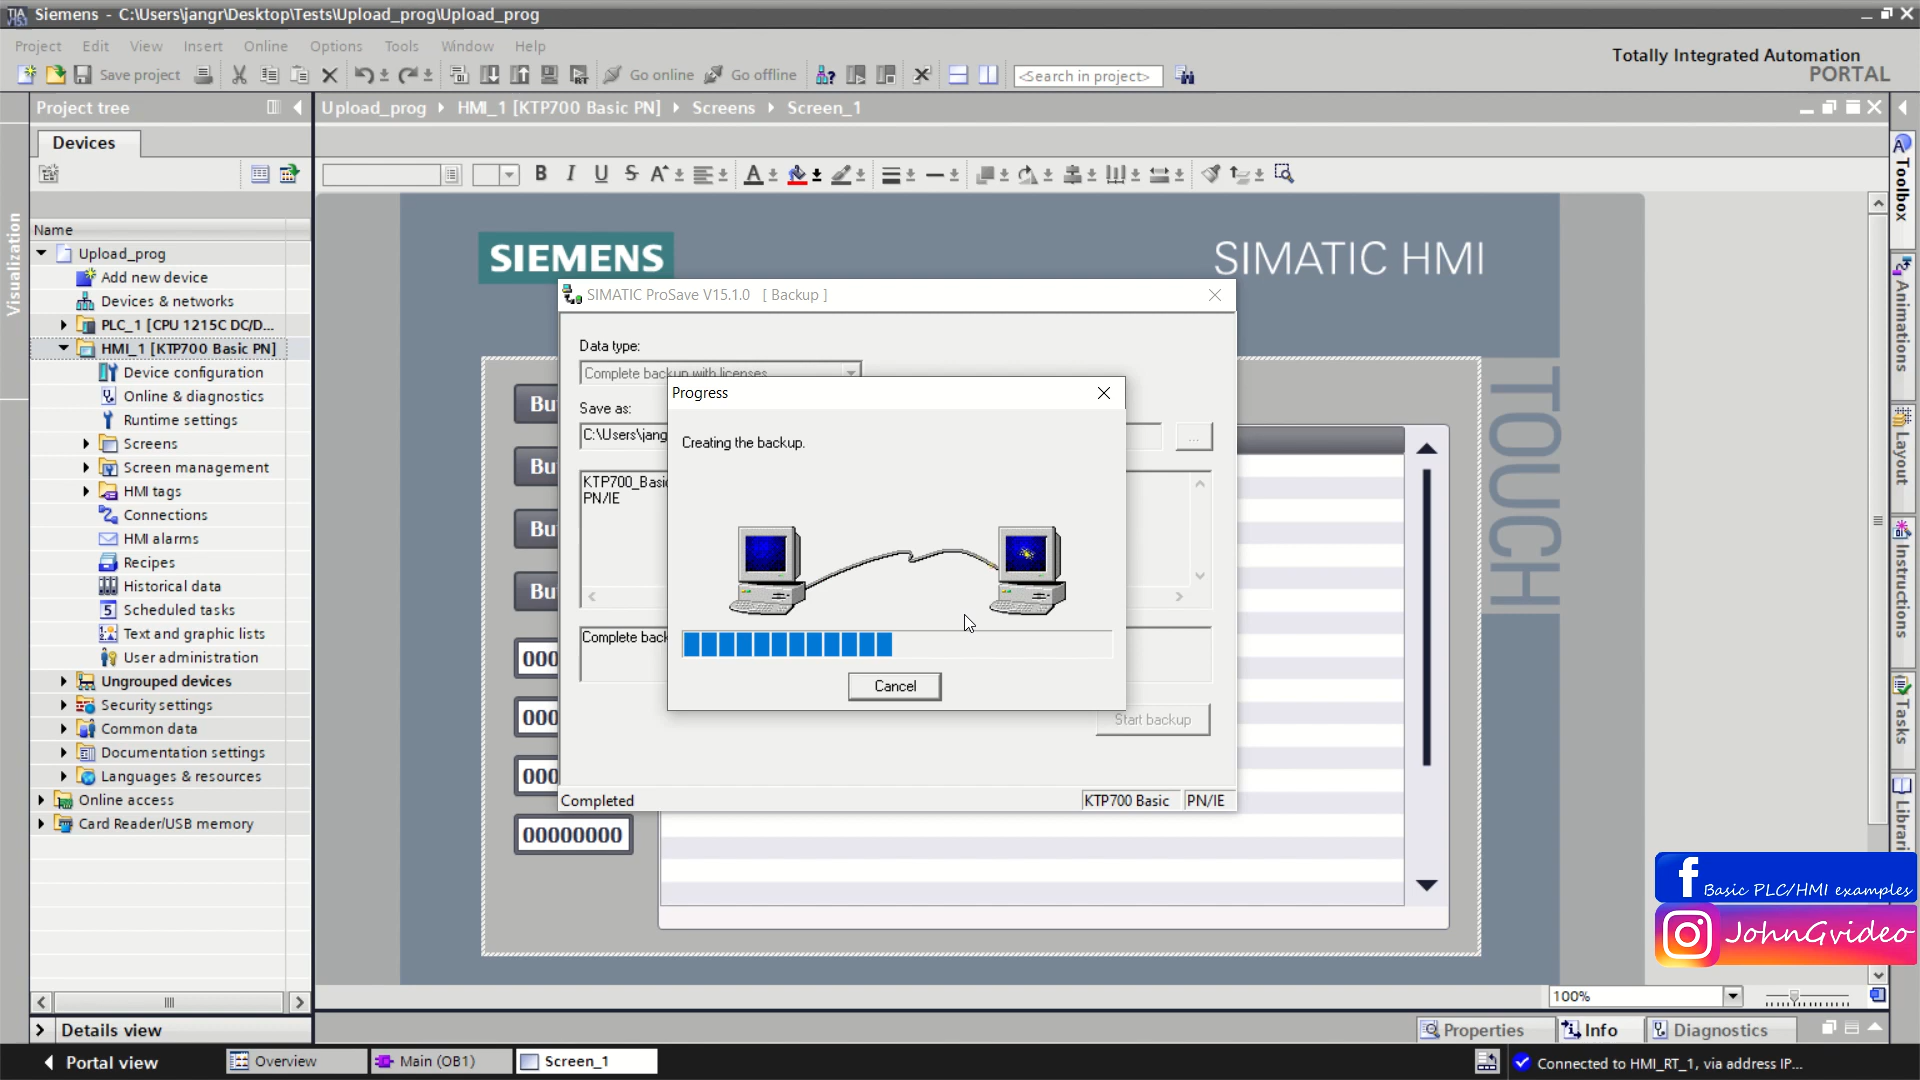 Siemens - C:\Users\jangr\Desktop\Tests\Upload_prog\Upload_prog
Project Edit View Insert Online Options Tools Window Help
Totally Integrated Automation
PORTAL
Save project
Go online
Go offline
<Search in project>
Project tree
Upload_prog HMI_1 [KTP700 Basic PN] Screens Screen_1
Devices
B I U S A
Visualization
Name
Upload_prog
Add new device
Devices & networks
PLC_1 [CPU 1215C DC/D...
HMI_1 [KTP700 Basic PN]
Device configuration
Online & diagnostics
Runtime settings
Screens
Screen management
HMI tags
Connections
HMI alarms
Recipes
Historical data
Scheduled tasks
Text and graphic lists
User administration
Ungrouped devices
Security settings
Common data
Documentation settings
Languages & resources
Online access
Card Reader/USB memory
SIEMENS
SIMATIC HMI
TOUCH
Bu
Bu
Bu
Bu
000
000
000
00000000
SIMATIC ProSave V15.1.0 [ Backup ]
Data type:
Complete backup with licenses
Save as:
C:\Users\jang
...
KTP700_Basi
PN/IE
Complete back
Start backup
Completed
KTP700 Basic
PN/IE
Progress
Creating the backup.
Cancel
Toolbox
Animations
Layout
Instructions
Tasks
Librari
Basic PLC/HMI examples
JohnGvideo
100%
Details view
Properties
Info
Diagnostics
Portal view
Overview
Main (OB1)
Screen_1
Connected to HMI_RT_1, via address IP...